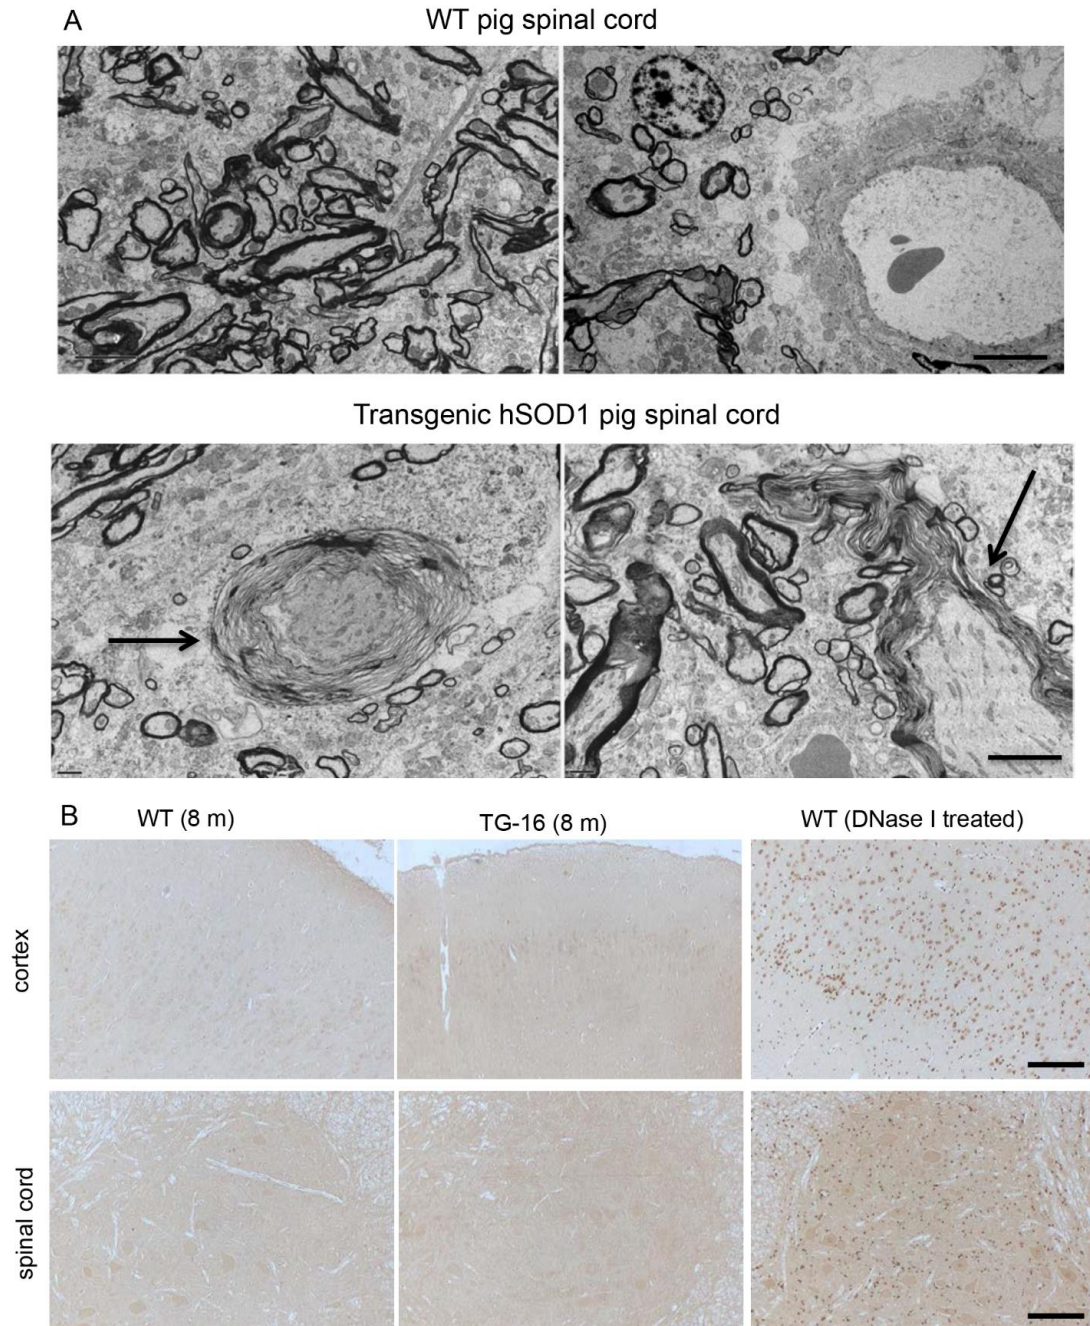 A
WT pig spinal cord
Transgenic hSOD1 pig spinal cord
B
WT (8 m)
TG-16 (8 m)
WT (DNase I treated)
cortex
spinal cord